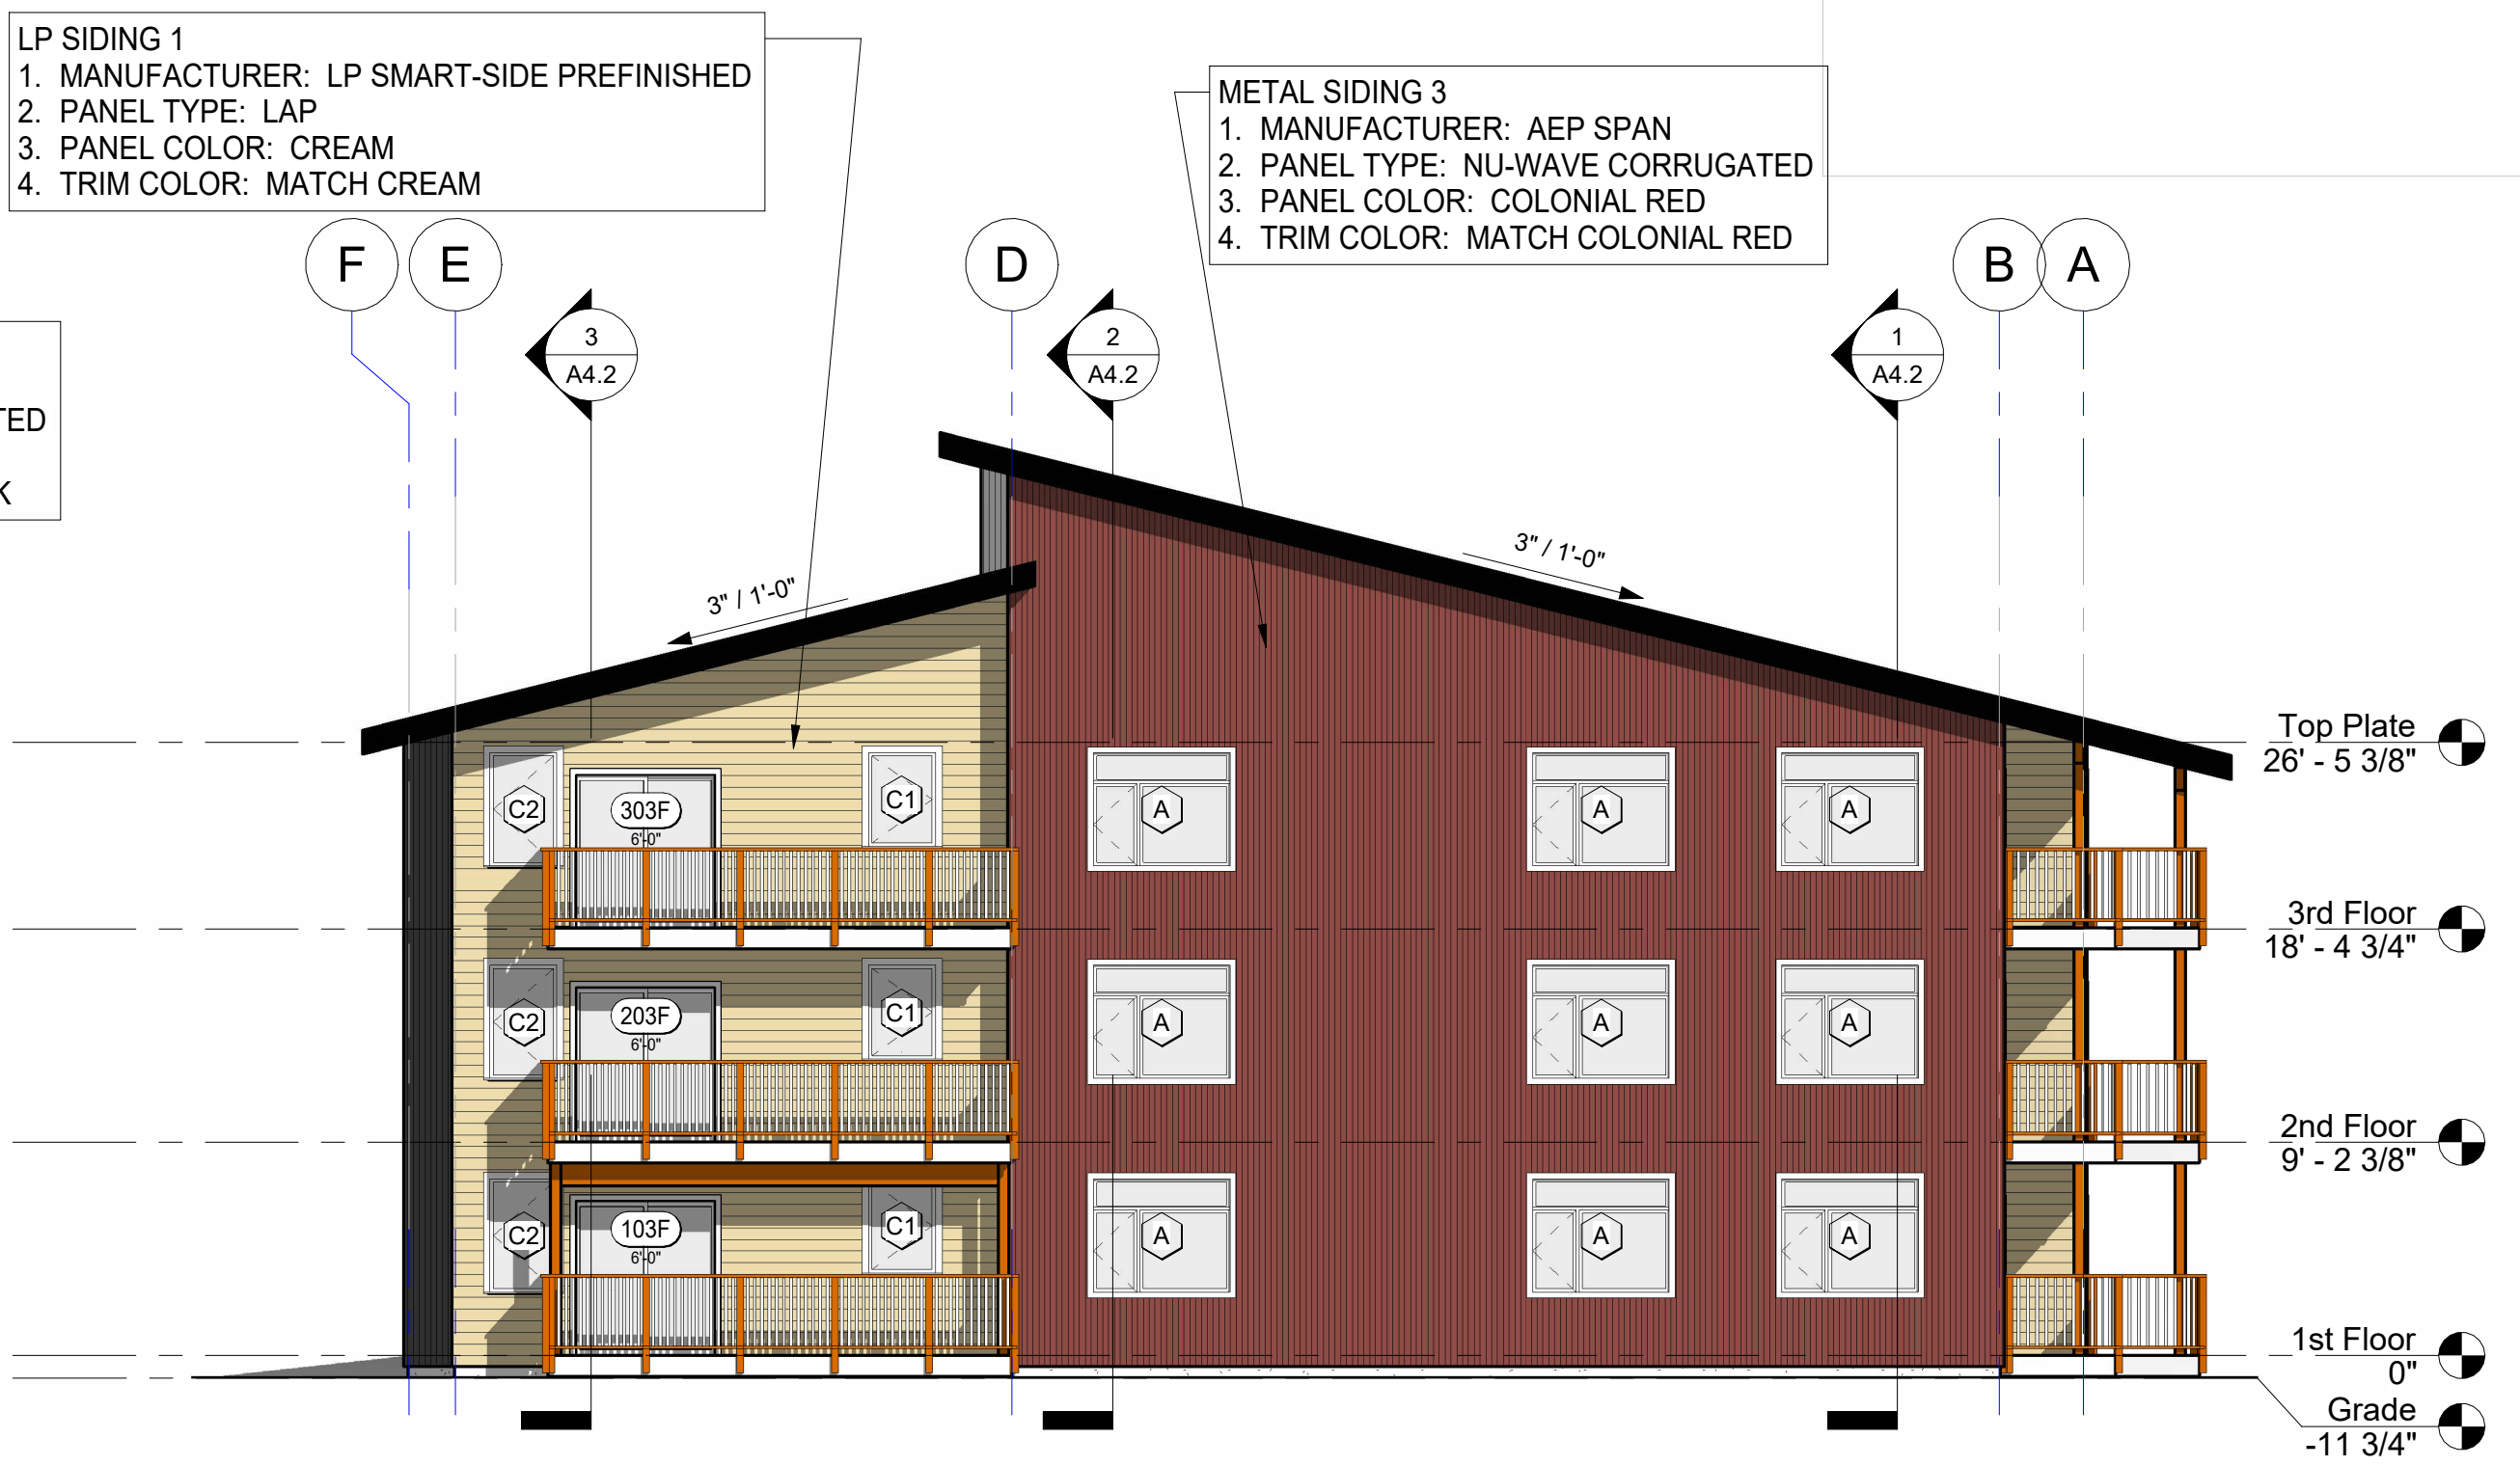 LP SIDING 1
1. MANUFACTURER: LP SMART-SIDE PREFINISHED
2. PANEL TYPE: LAP
3. PANEL COLOR: CREAM
4. TRIM COLOR: MATCH CREAM
METAL SIDING 3
1. MANUFACTURER: AEP SPAN
2. PANEL TYPE: NU-WAVE CORRUGATED
3. PANEL COLOR: COLONIAL RED
4. TRIM COLOR: MATCH COLONIAL RED
F
E
D
B
A
3
A4.2
2
A4.2
1
A4.2
TED
K
3" / 1'-0"
3" / 1'-0"
Top Plate
26' - 5 3/8"
C2
303F
6'-0"
C1
A
A
A
3rd Floor
18' - 4 3/4"
C2
203F
6'-0"
C1
A
A
A
2nd Floor
9' - 2 3/8"
C2
103F
6'-0"
C1
A
A
A
1st Floor
0"
Grade
-11 3/4"